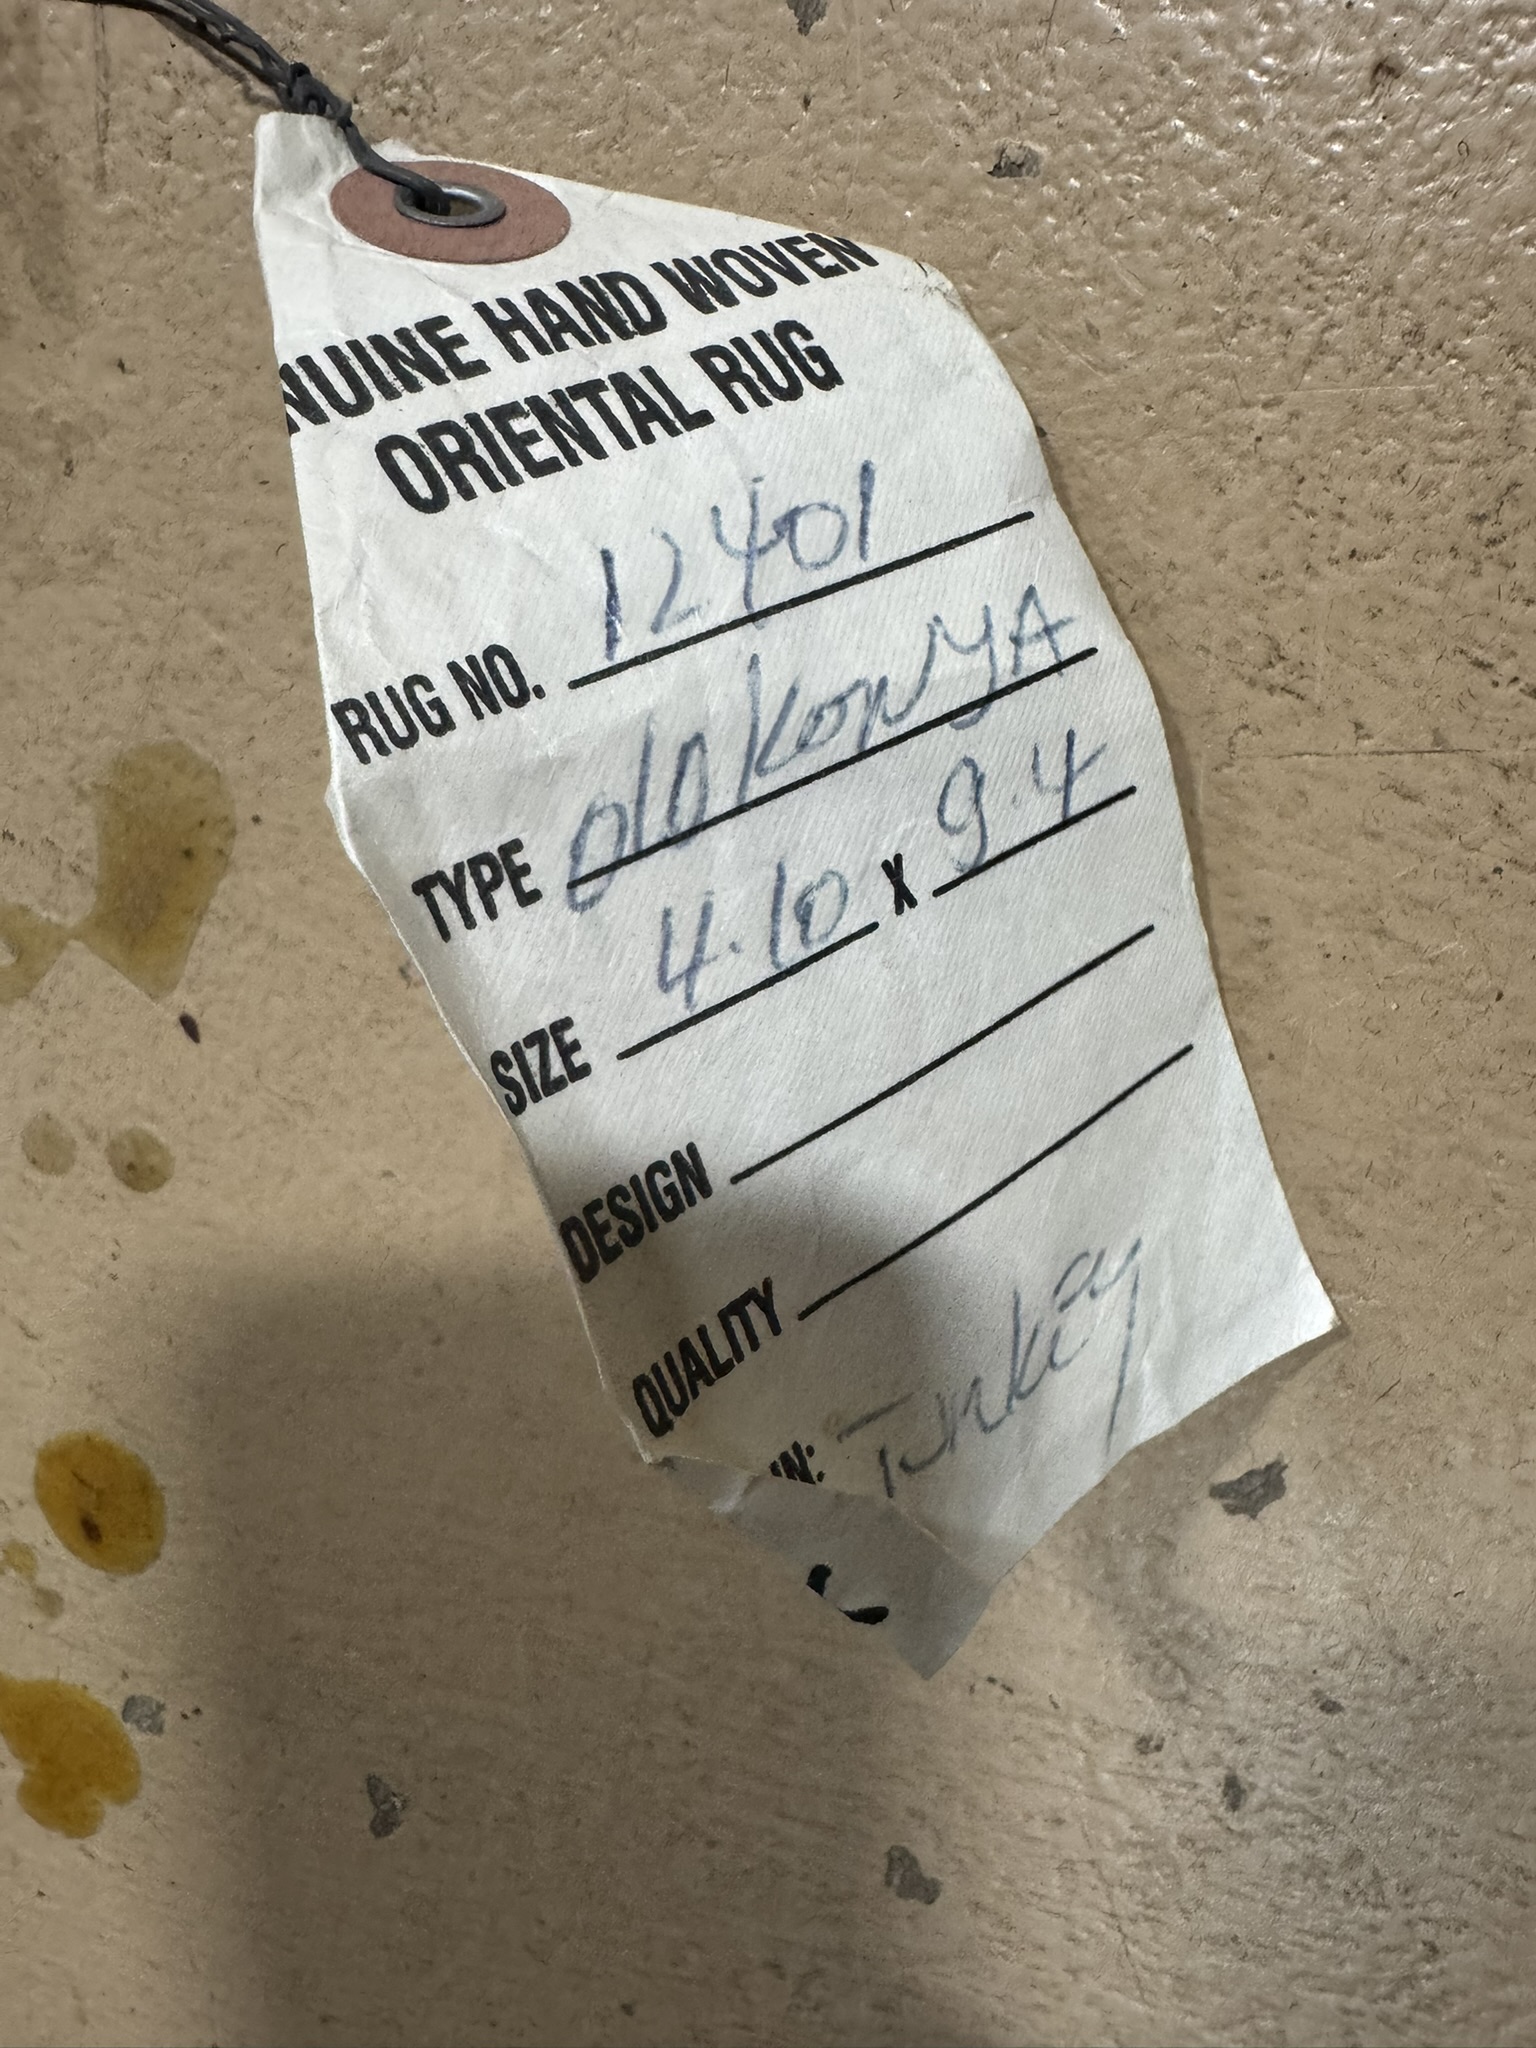 NUINE HAND WOVEN
ORIENTAL RUG
RUG NO. 12401
TYPE old konYA
SIZE 4.10 X 9.4
DESIGN
QUALITY
IN: Turkey